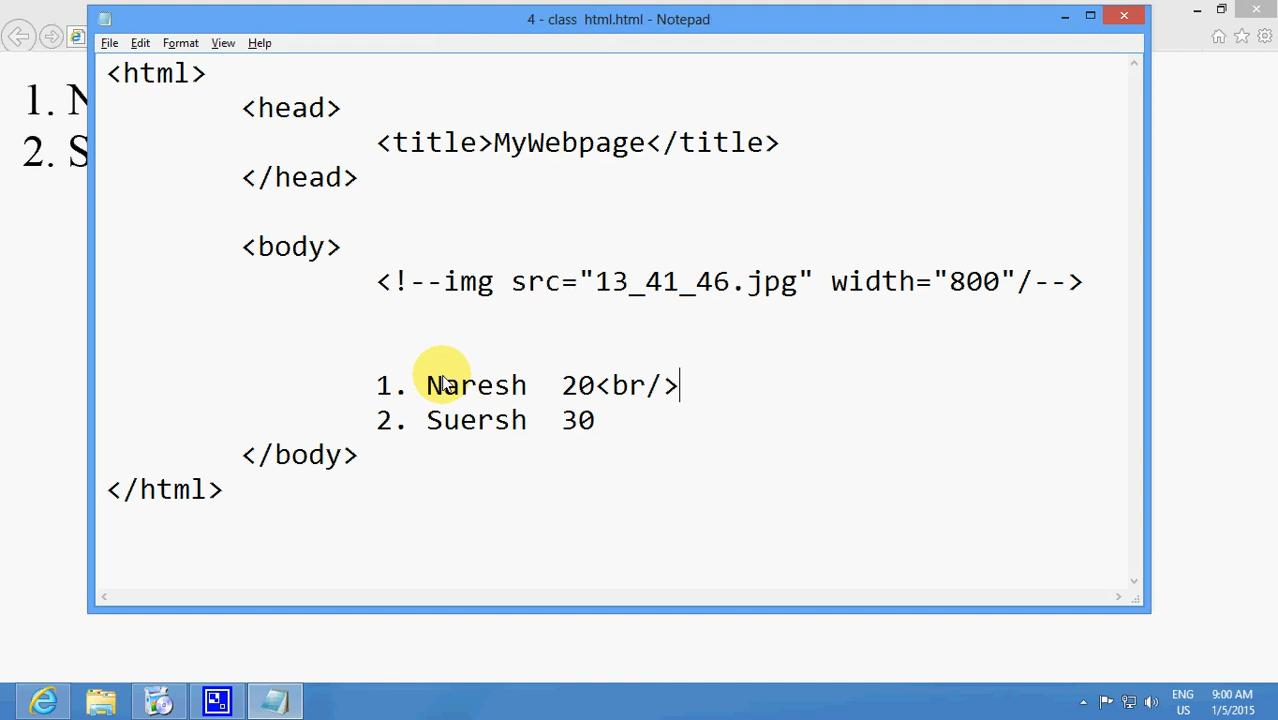 4 - class  html.html - Notepad
File Edit Format View Help
<html>
<head>
<title>MyWebpage</title>
</head>
<body>
<!--img src="13_41_46.jpg" width="800"/-->
1. Naresh  20<br/>
2. Suersh  30
</body>
</html>
1. N
2. S
ENG 9:00 AM
US 1/5/2015